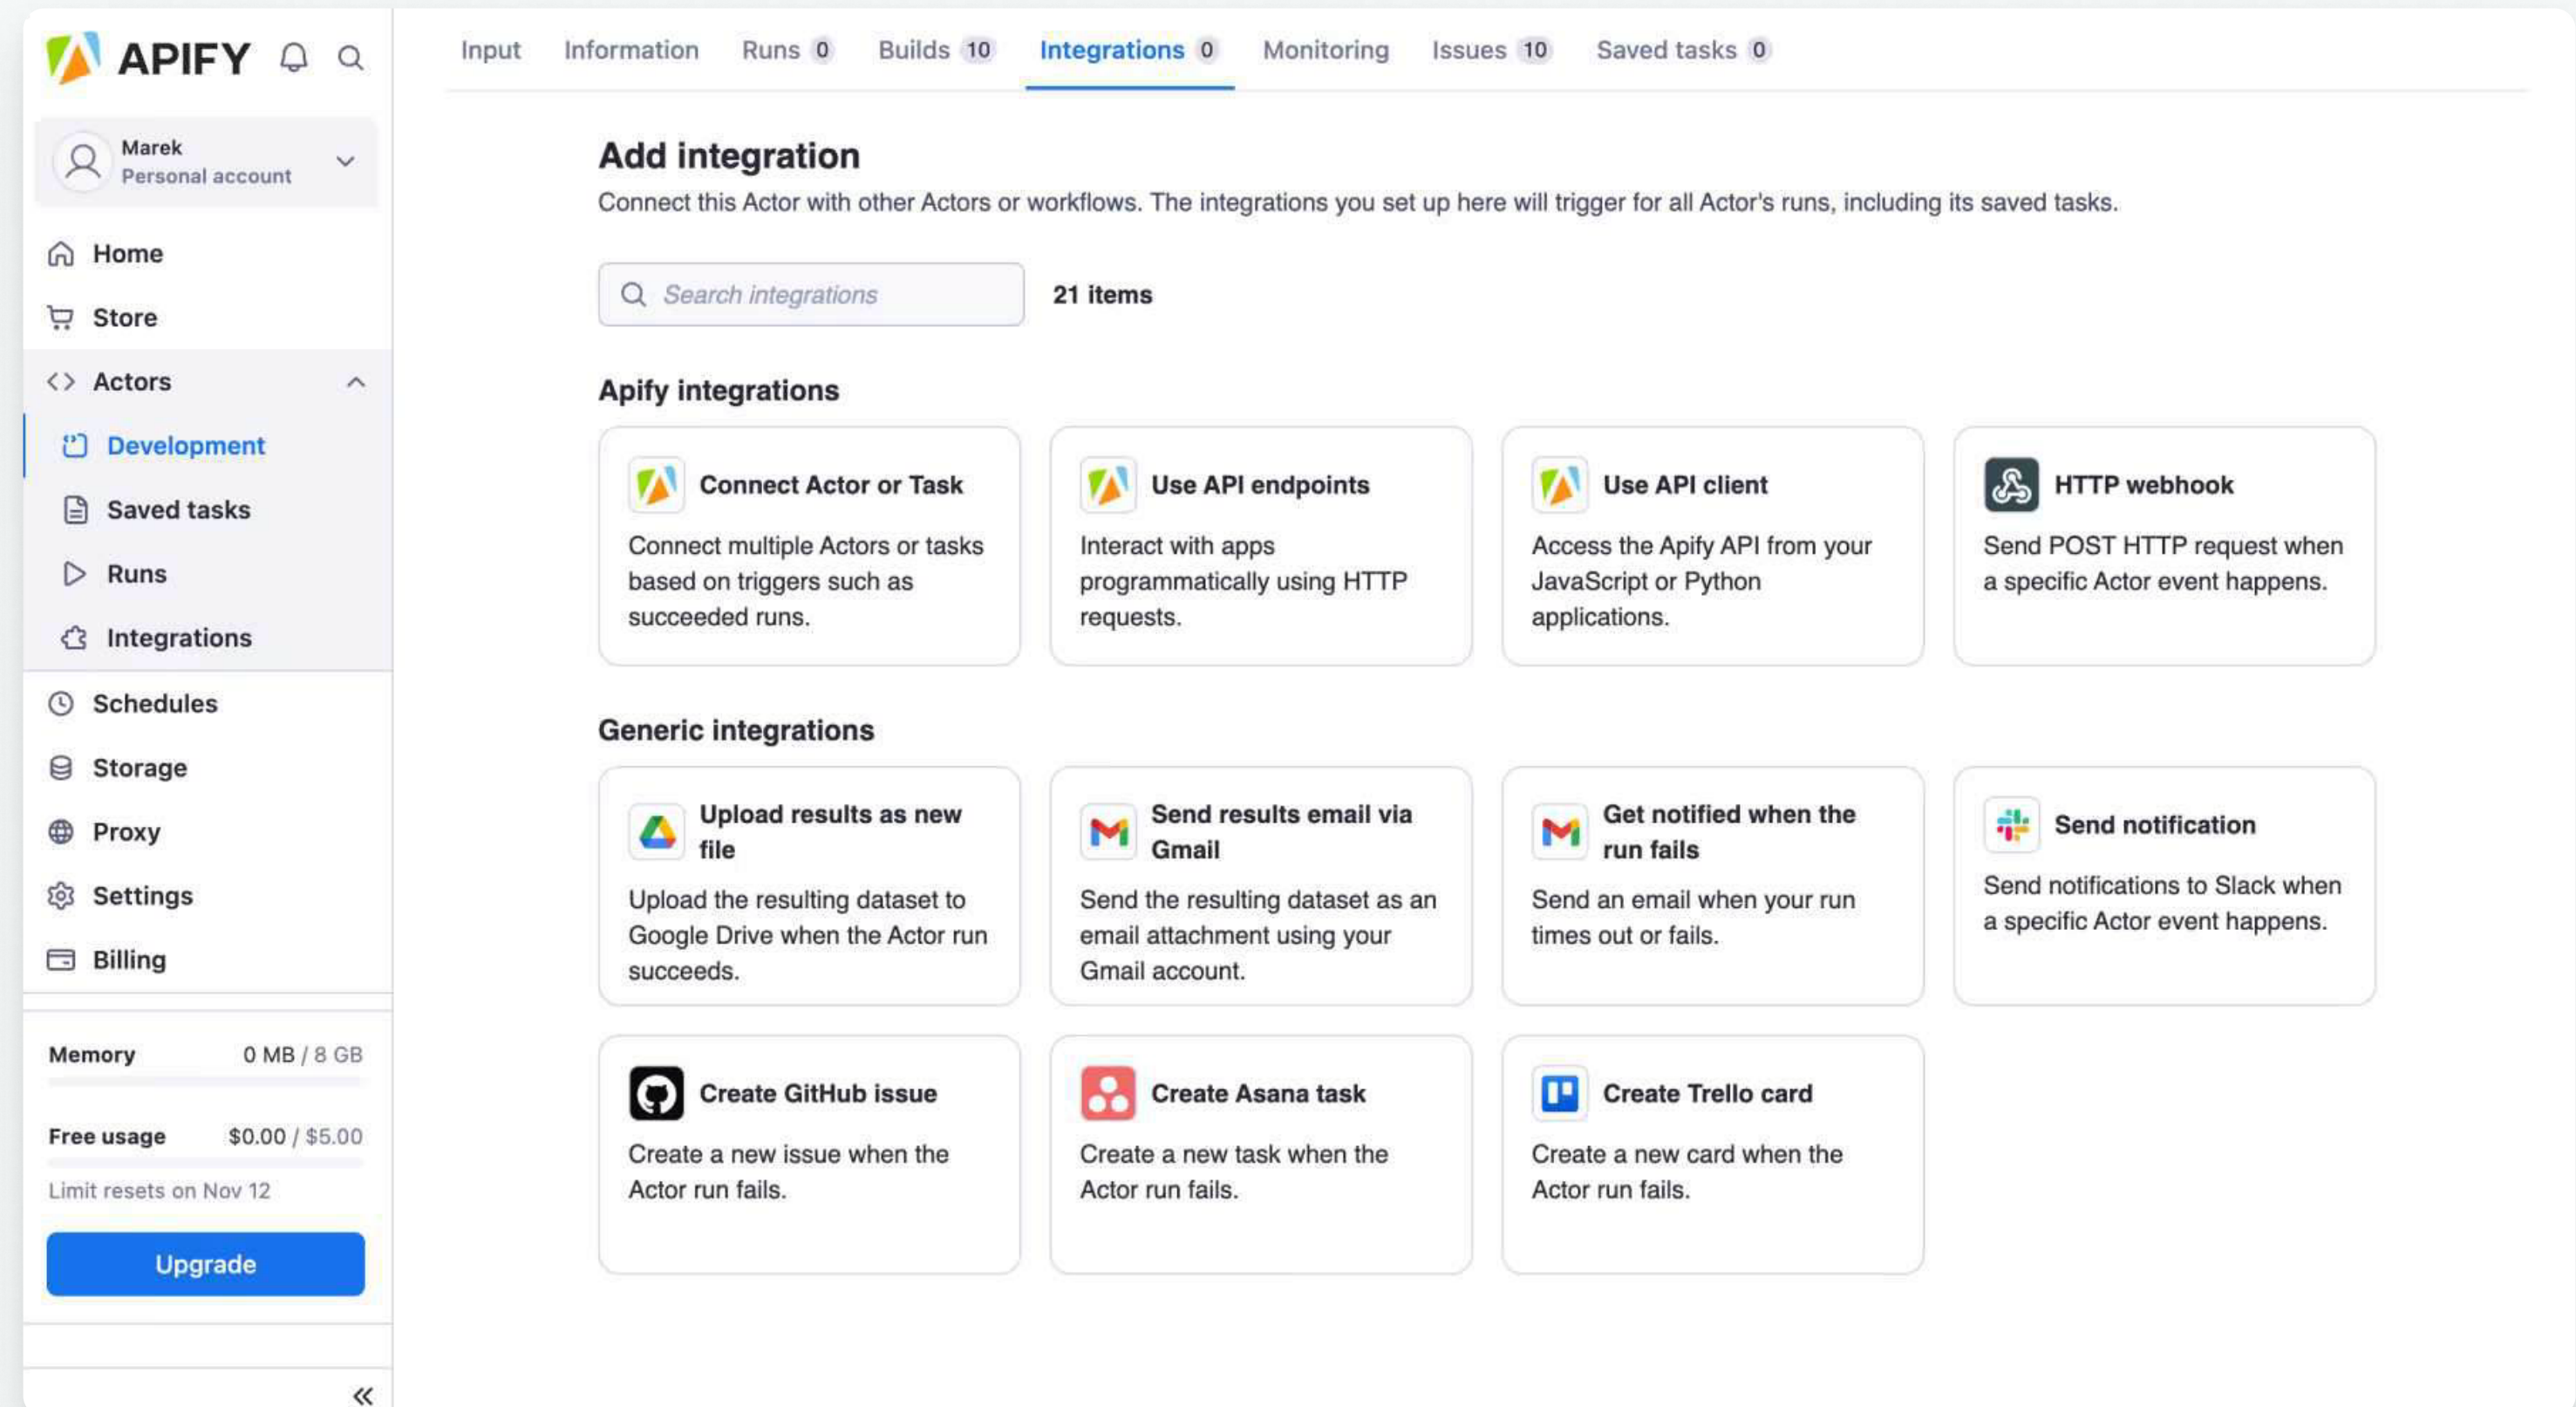 APIFY
Marek
Personal account
Home
Store
Actors
Development
Saved tasks
Runs
Integrations
Schedules
Storage
Proxy
Settings
Billing
Memory 0 MB / 8 GB
Free usage $0.00 / $5.00
Limit resets on Nov 12
Upgrade
Input Information Runs 0 Builds 10 Integrations 0 Monitoring Issues 10 Saved tasks 0
Add integration
Connect this Actor with other Actors or workflows. The integrations you set up here will trigger for all Actor's runs, including its saved tasks.
Search integrations 21 items
Apify integrations
Connect Actor or Task
Connect multiple Actors or tasks
based on triggers such as
succeeded runs.
Use API endpoints
Interact with apps
programmatically using HTTP
requests.
Use API client
Access the Apify API from your
JavaScript or Python
applications.
HTTP webhook
Send POST HTTP request when
a specific Actor event happens.
Generic integrations
Upload results as new
file
Upload the resulting dataset to
Google Drive when the Actor run
succeeds.
Send results email via
Gmail
Send the resulting dataset as an
email attachment using your
Gmail account.
Get notified when the
run fails
Send an email when your run
times out or fails.
Send notification
Send notifications to Slack when
a specific Actor event happens.
Create GitHub issue
Create a new issue when the
Actor run fails.
Create Asana task
Create a new task when the
Actor run fails.
Create Trello card
Create a new card when the
Actor run fails.